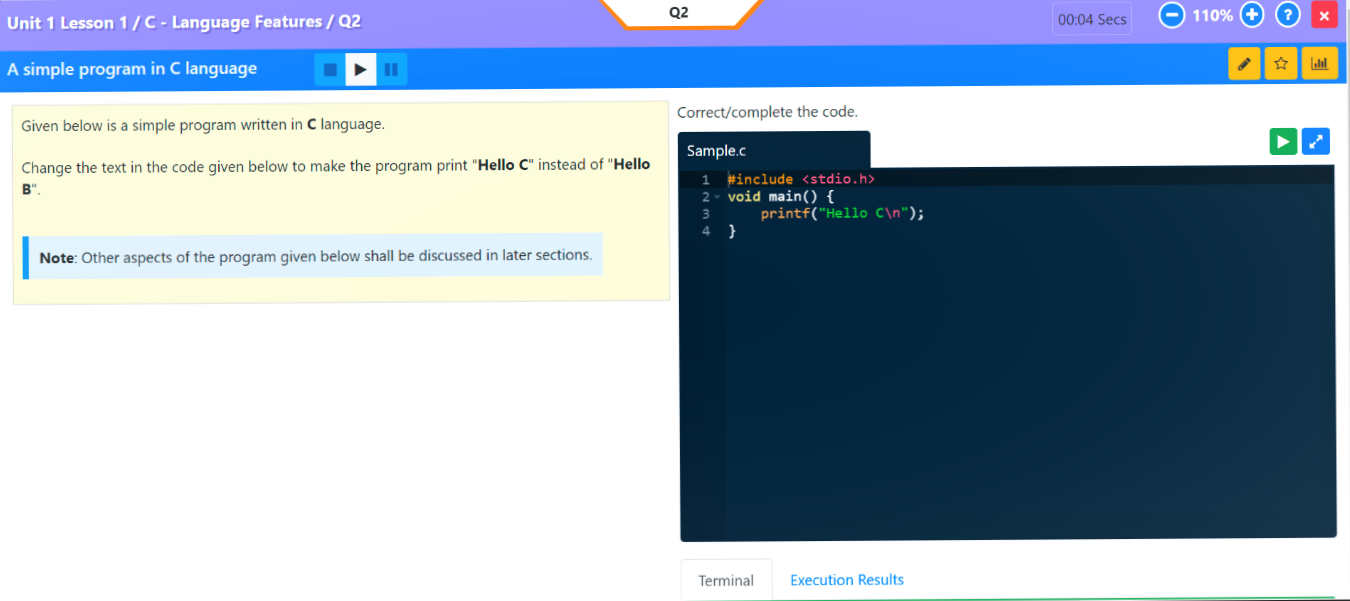 Unit 1 Lesson 1 / C - Language Features / Q2
Q2
00:04 Secs
110%
?
A simple program in C language
Given below is a simple program written in C language.
Change the text in the code given below to make the program print "Hello C" instead of "Hello
B".
Note: Other aspects of the program given below shall be discussed in later sections.
Correct/complete the code.
Sample.c
1 #include <stdio.h>
2 void main() {
3     printf("Hello C\n");
4 }
Terminal
Execution Results